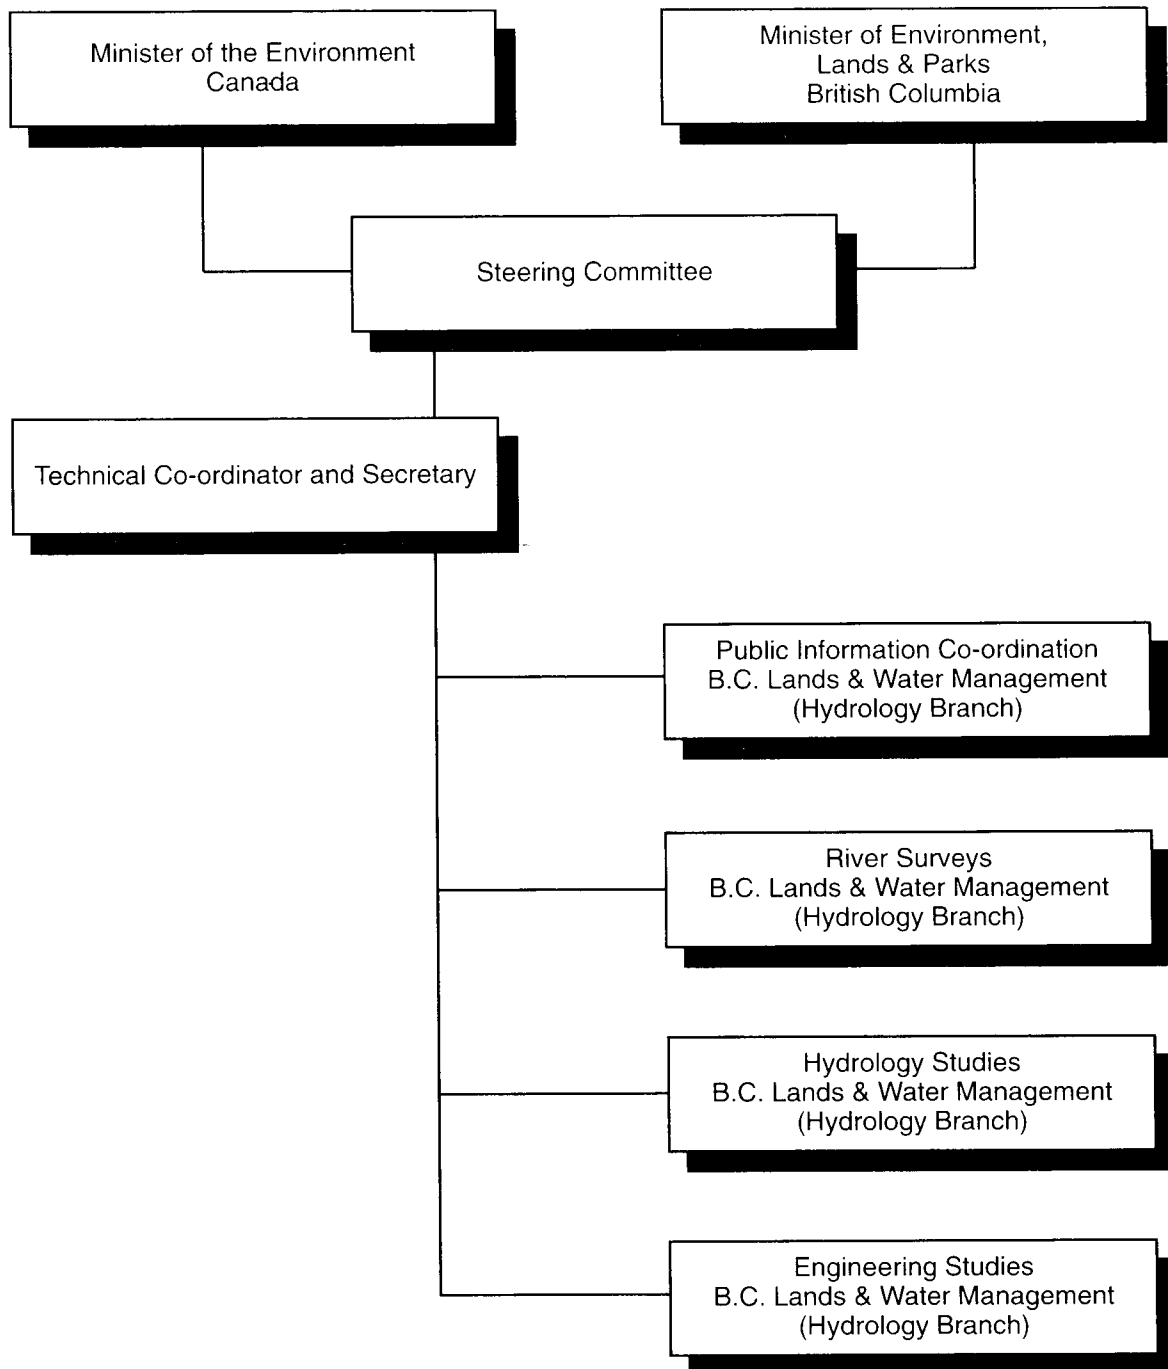 Minister of the Environment
Canada
Minister of Environment,
Lands & Parks
British Columbia
Steering Committee
Technical Co-ordinator and Secretary
Public Information Co-ordination
B.C. Lands & Water Management
(Hydrology Branch)
River Surveys
B.C. Lands & Water Management
(Hydrology Branch)
Hydrology Studies
B.C. Lands & Water Management
(Hydrology Branch)
Engineering Studies
B.C. Lands & Water Management
(Hydrology Branch)